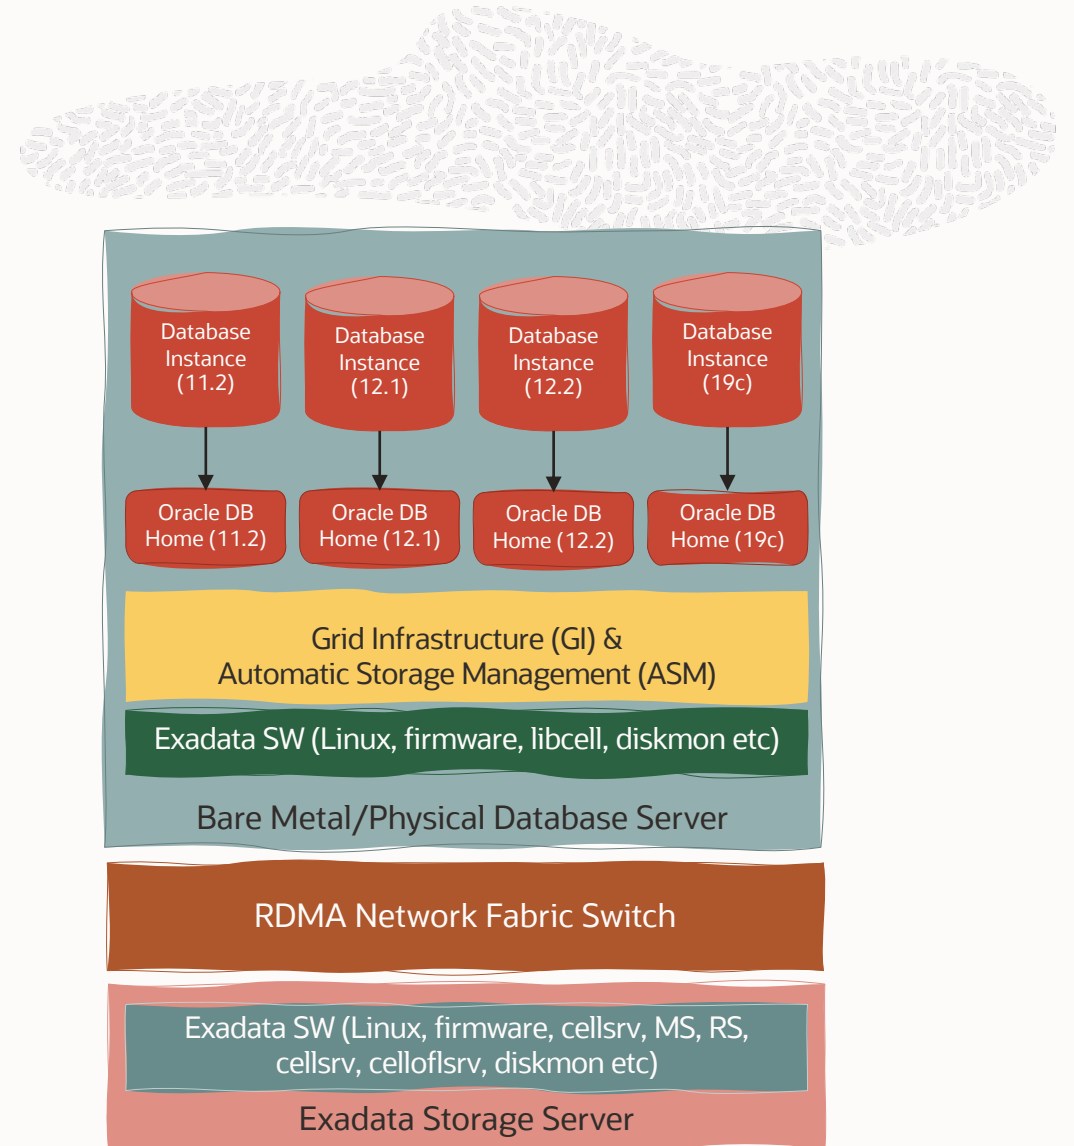 Database
Instance
(11.2)
Database
Instance
(12.1)
Database
Instance
(12.2)
Database
Instance
(19c)
Oracle DB
Home (11.2)
Oracle DB
Home (12.1)
Oracle DB
Home (12.2)
Oracle DB
Home (19c)
Grid Infrastructure (GI) &
Automatic Storage Management (ASM)
Exadata SW (Linux, firmware, libcell, diskmon etc)
Bare Metal/Physical Database Server
RDMA Network Fabric Switch
Exadata SW (Linux, firmware, cellsrv, MS, RS,
cellsrv, celloflsrv, diskmon etc)
Exadata Storage Server